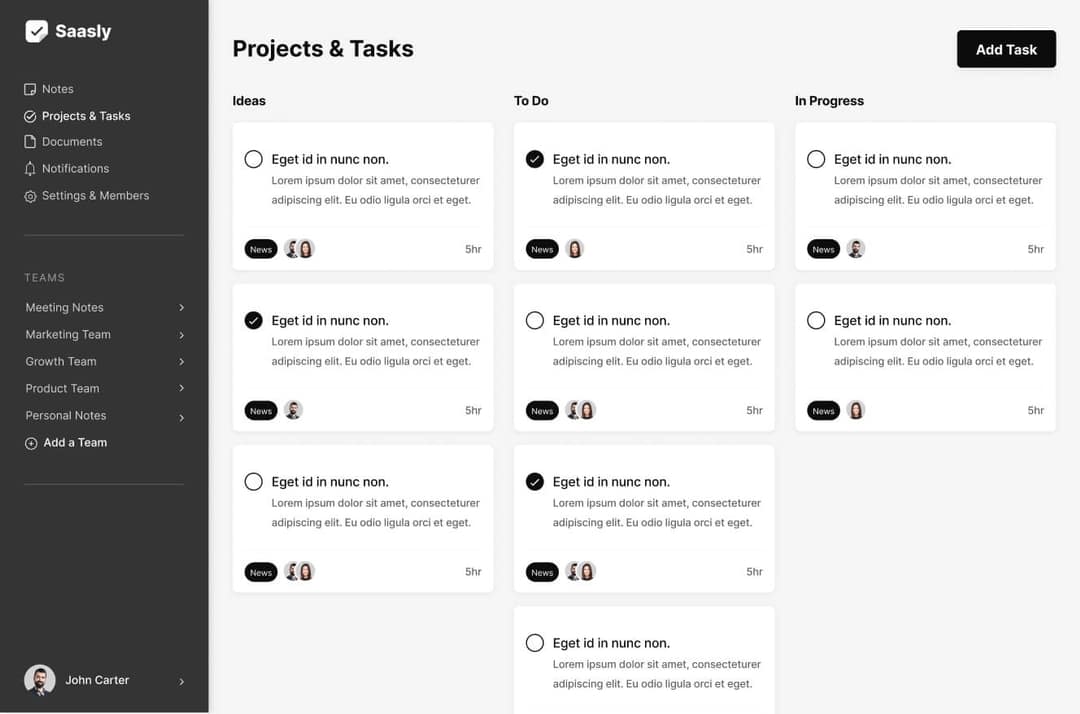 Saasly
Notes
Projects & Tasks
Documents
Notifications
Settings & Members
TEAMS
Meeting Notes
Marketing Team
Growth Team
Product Team
Personal Notes
Add a Team
John Carter
Projects & Tasks
Add Task
Ideas
Eget id in nunc non.
Lorem ipsum dolor sit amet, consecteturer
adipiscing elit. Eu odio ligula orci et eget.
News
5hr
Eget id in nunc non.
Lorem ipsum dolor sit amet, consecteturer
adipiscing elit. Eu odio ligula orci et eget.
News
5hr
Eget id in nunc non.
Lorem ipsum dolor sit amet, consecteturer
adipiscing elit. Eu odio ligula orci et eget.
News
5hr
To Do
Eget id in nunc non.
Lorem ipsum dolor sit amet, consecteturer
adipiscing elit. Eu odio ligula orci et eget.
News
5hr
Eget id in nunc non.
Lorem ipsum dolor sit amet, consecteturer
adipiscing elit. Eu odio ligula orci et eget.
News
5hr
Eget id in nunc non.
Lorem ipsum dolor sit amet, consecteturer
adipiscing elit. Eu odio ligula orci et eget.
News
5hr
Eget id in nunc non.
Lorem ipsum dolor sit amet, consecteturer
adipiscing elit. Eu odio ligula orci et eget.
In Progress
Eget id in nunc non.
Lorem ipsum dolor sit amet, consecteturer
adipiscing elit. Eu odio ligula orci et eget.
News
5hr
Eget id in nunc non.
Lorem ipsum dolor sit amet, consecteturer
adipiscing elit. Eu odio ligula orci et eget.
News
5hr